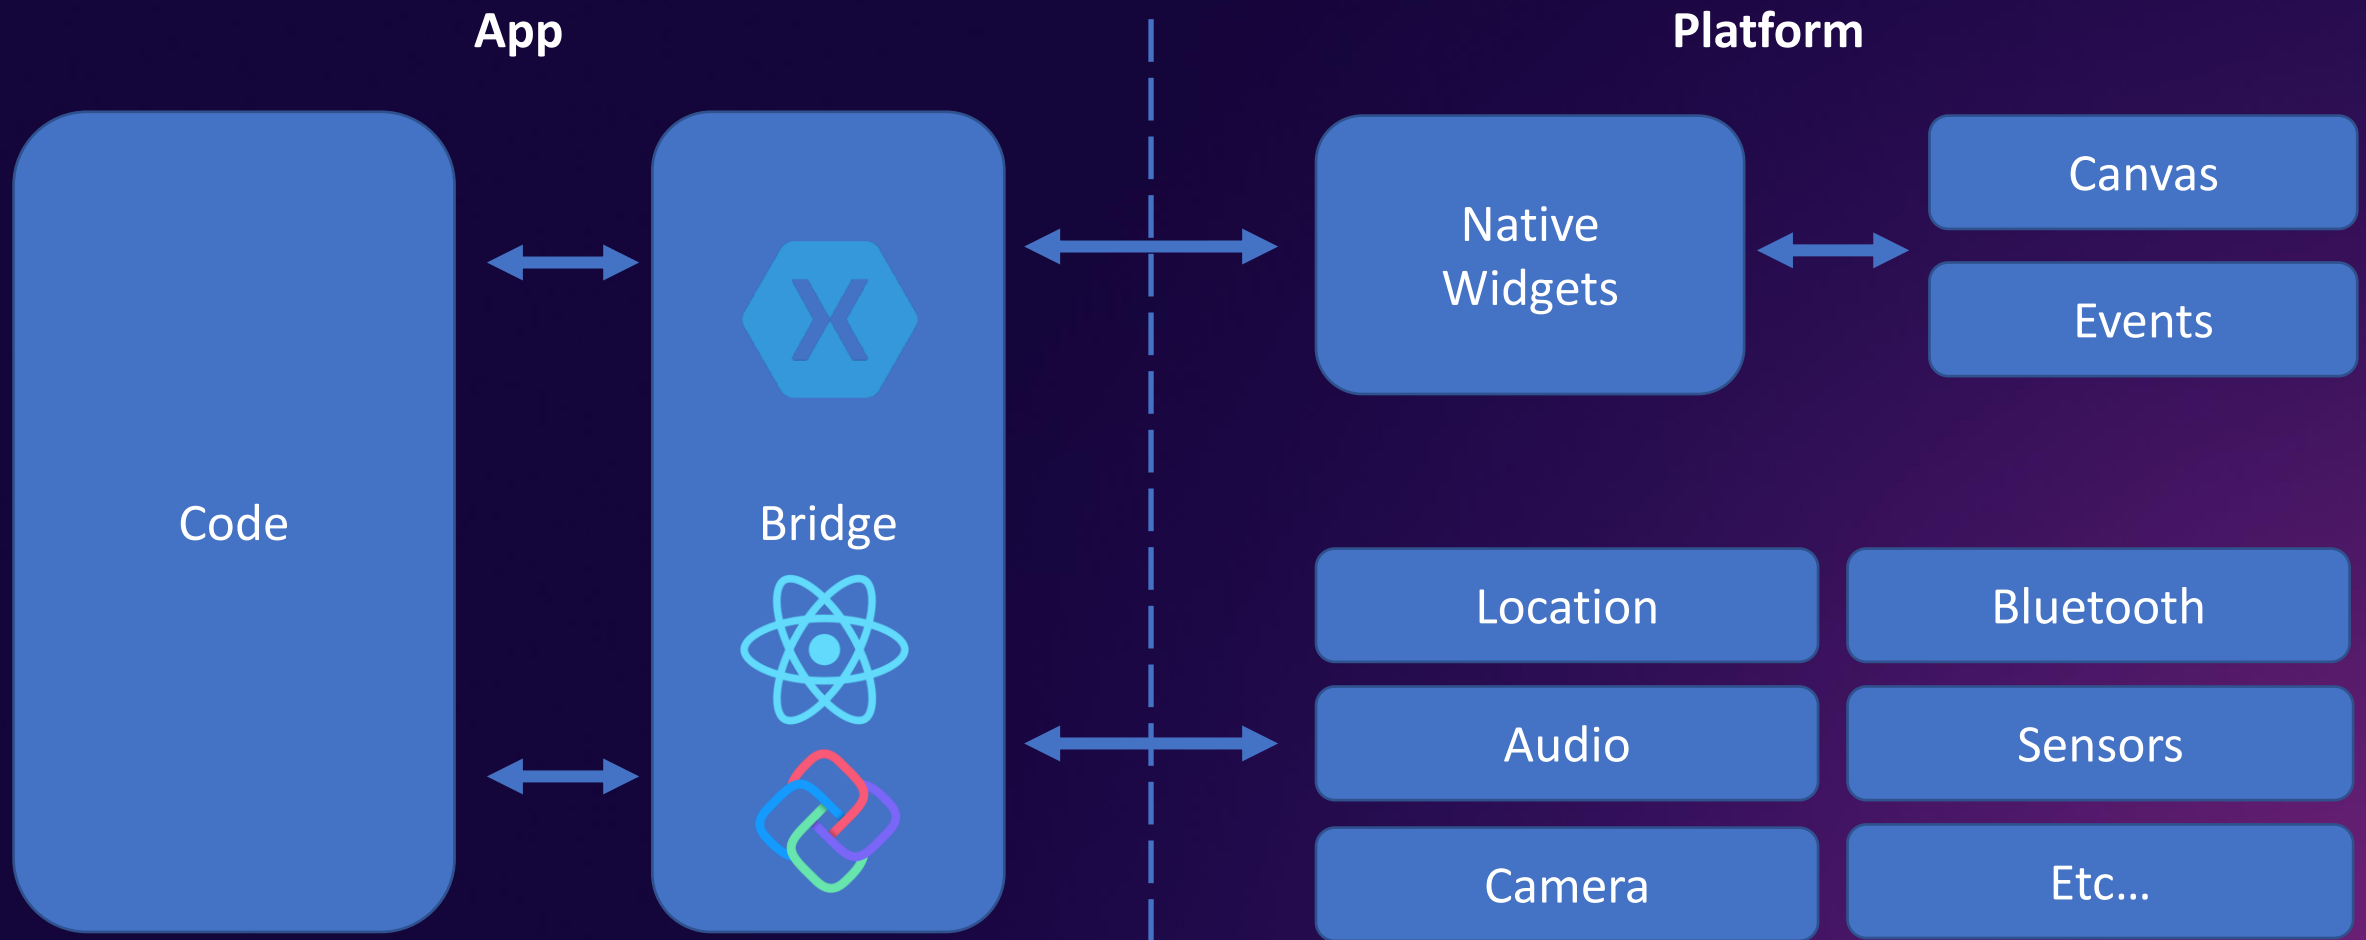 App
Platform
Code
Bridge
Native
Widgets
Canvas
Events
Location
Bluetooth
Audio
Sensors
Camera
Etc...